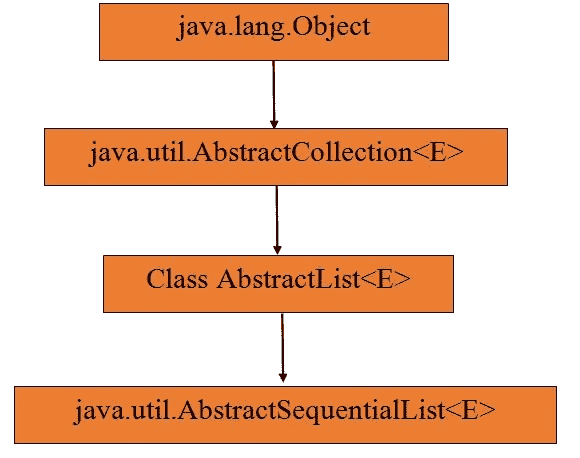 java.lang.Object
java.util.AbstractCollection<E>
Class AbstractList<E>
java.util.AbstractSequentialList<E>